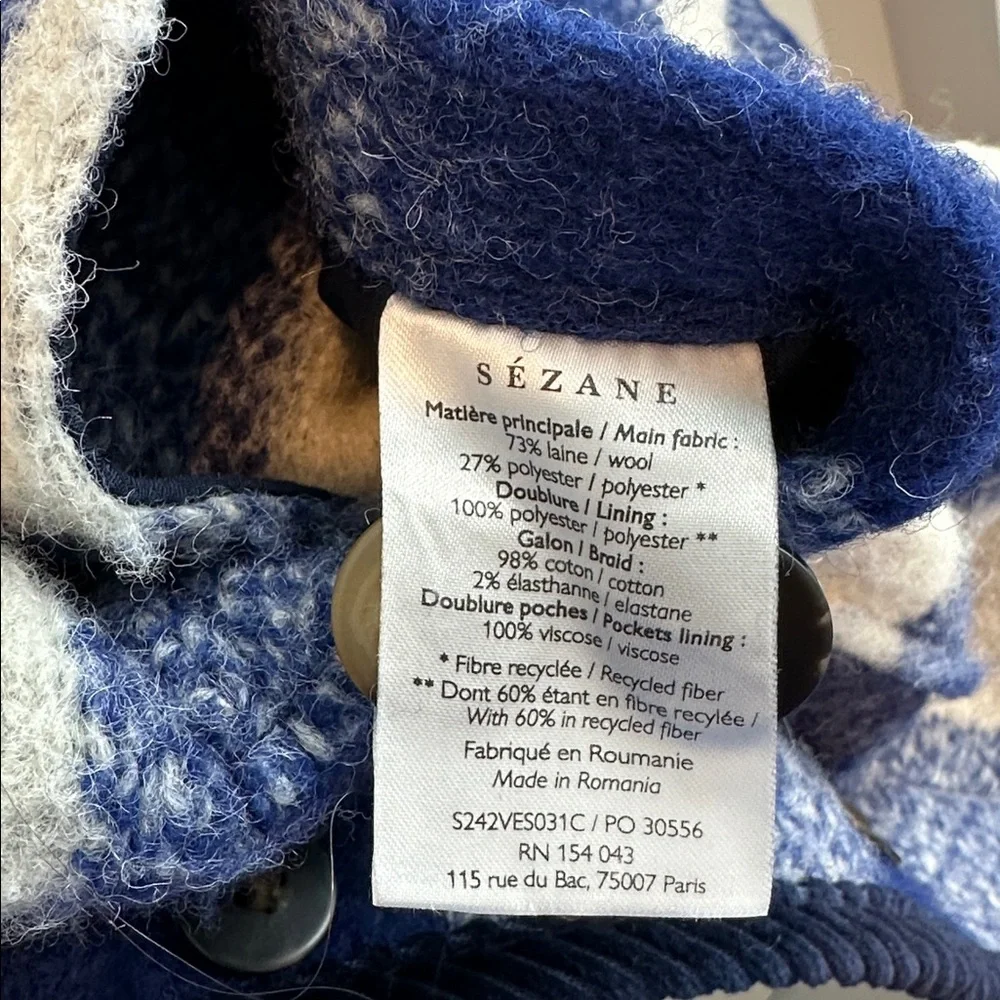 SÉZANE
Matière principale / Main fabric :
73% laine / wool
27% polyester / polyester *
Doublure / Lining :
100% polyester / polyester **
Galon / Braid :
98% coton / cotton
2% élasthanne / elastane
Doublure poches / Pockets lining :
100% viscose / viscose
* Fibre recyclée / Recycled fiber
** Dont 60% étant en fibre recylée /
With 60% in recycled fiber
Fabriqué en Roumanie
Made in Romania
S242VES031C / PO 30556
RN 154 043
115 rue du Bac, 75007 Paris